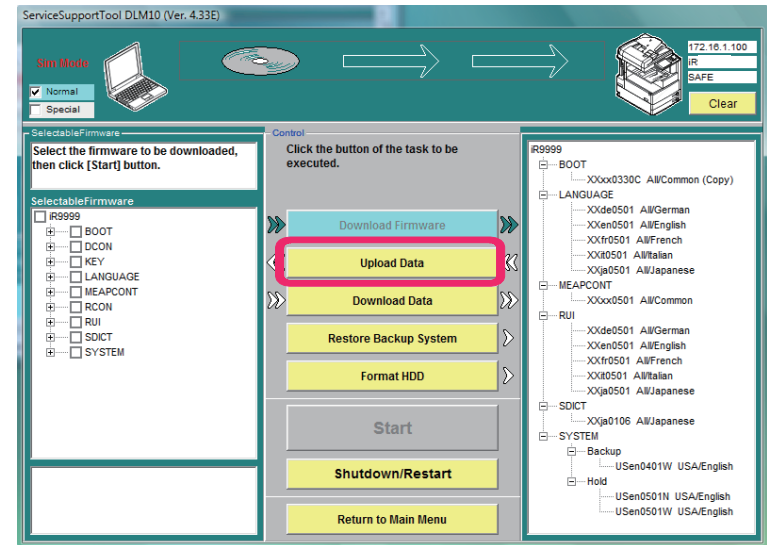 ServiceSupportTool DLM10 (Ver. 4.33E)
Sim Mode
Normal
Special
172.16.1.100
iR
SAFE
Clear
SelectableFirmware
Select the firmware to be downloaded,
then click [Start] button.
SelectableFirmware
iR9999
BOOT
DCON
KEY
LANGUAGE
MEAPCONT
RCON
RUI
SDICT
SYSTEM
Control
Click the button of the task to be
executed.
Download Firmware
Upload Data
Download Data
Restore Backup System
Format HDD
Start
Shutdown/Restart
Return to Main Menu
iR9999
BOOT
XXxx0330C All/Common (Copy)
LANGUAGE
XXde0501 All/German
XXen0501 All/English
XXfr0501 All/French
XXit0501 All/Italian
XXja0501 All/Japanese
MEAPCONT
XXxx0501 All/Common
RUI
XXde0501 All/German
XXen0501 All/English
XXfr0501 All/French
XXit0501 All/Italian
XXja0501 All/Japanese
SDICT
XXja0106 All/Japanese
SYSTEM
Backup
USen0401W USA/English
Hold
USen0501N USA/English
USen0501W USA/English